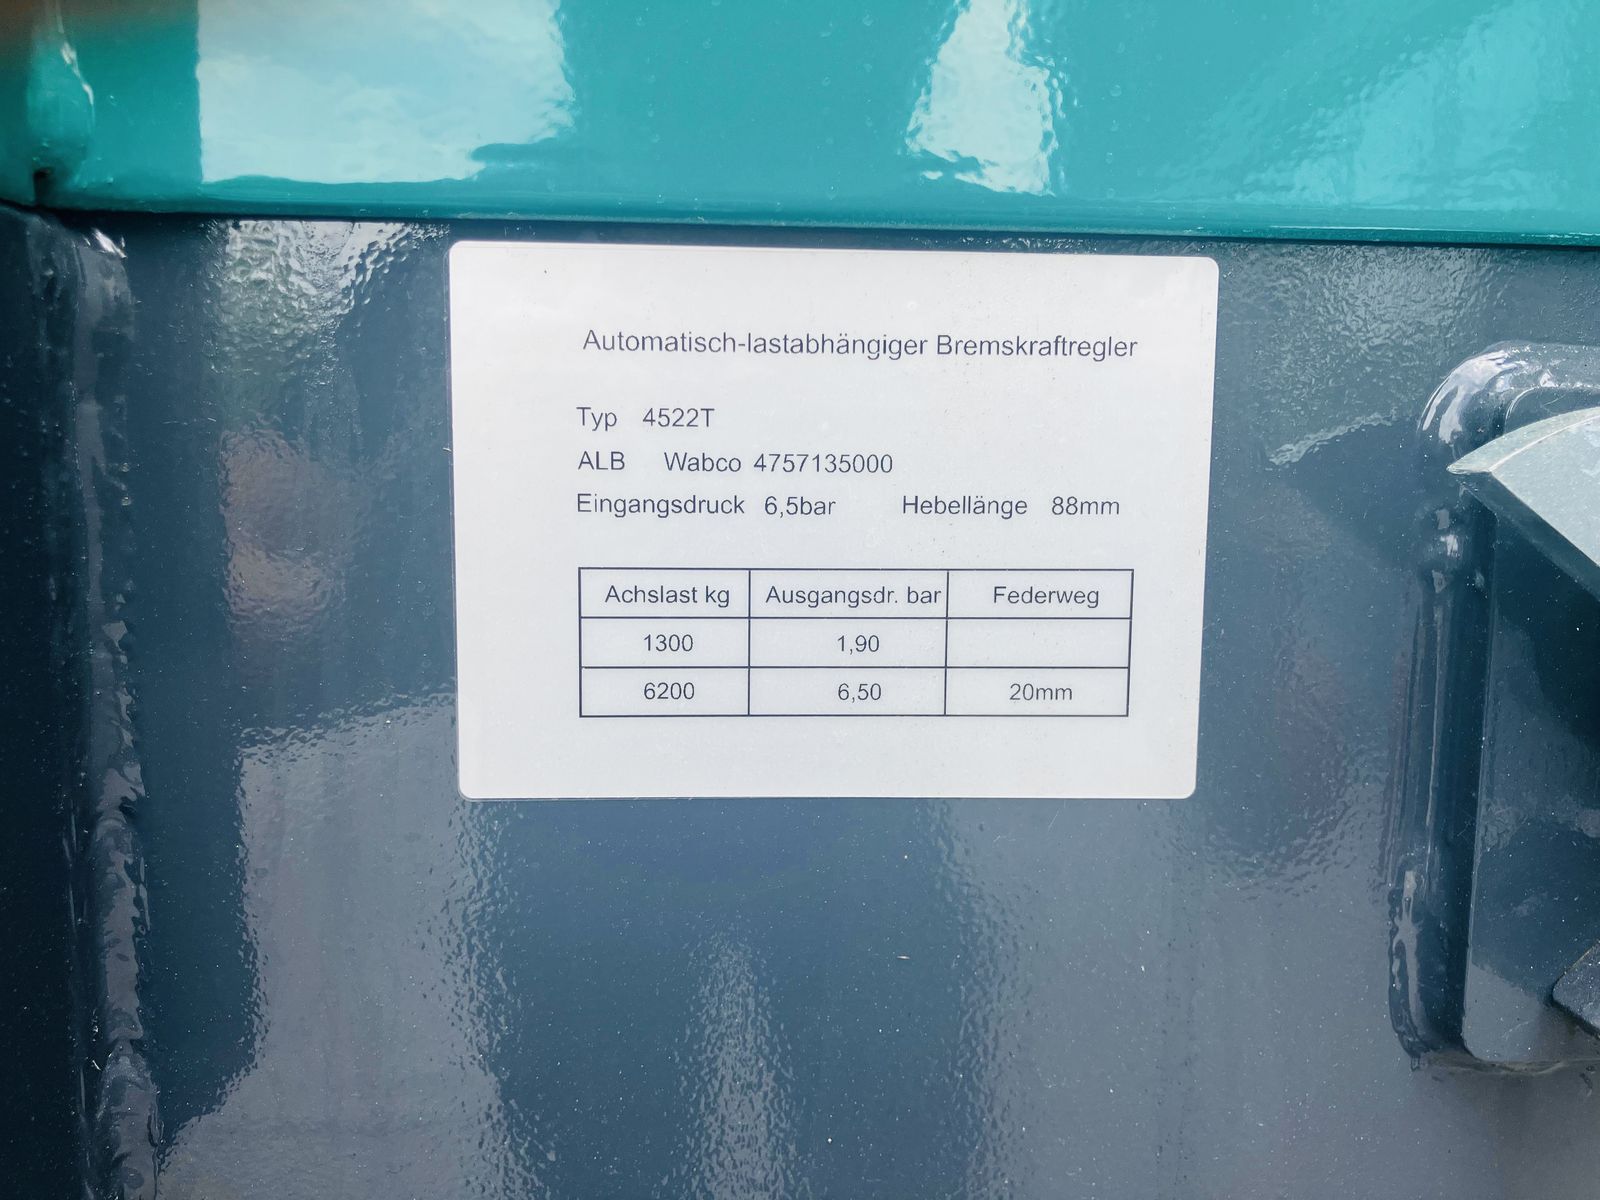 Automatisch-lastabhängiger Bremskraftregler
Typ 4522T
ALB Wabco 4757135000
Eingangsdruck 6,5bar Hebellänge 88mm
Achslast kg Ausgangsdr. bar Federweg
1300 1,90
6200 6,50 20mm